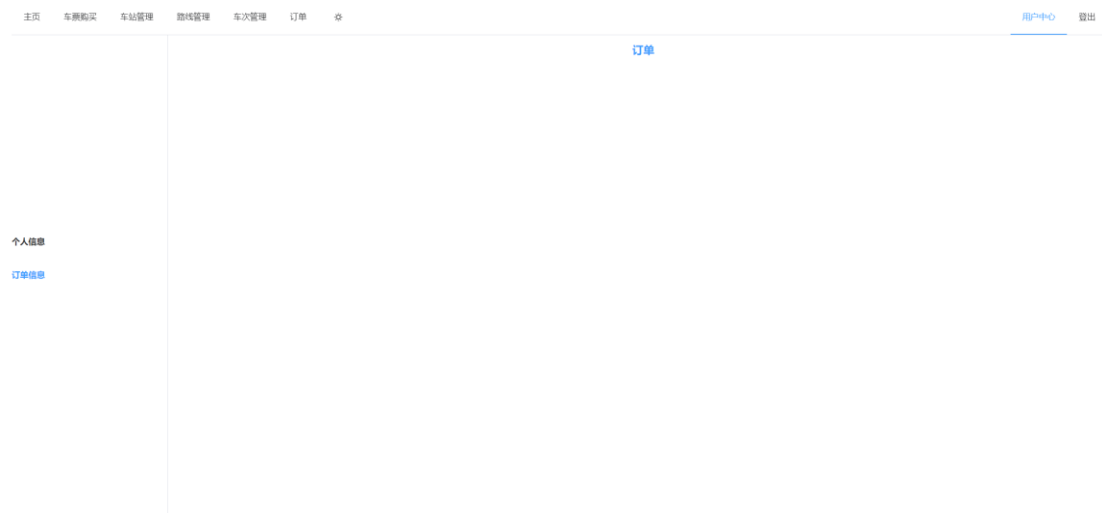 主页 车票购买 车站管理 路线管理 车次管理 订单 用户中心 登出
订单
个人信息
订单信息